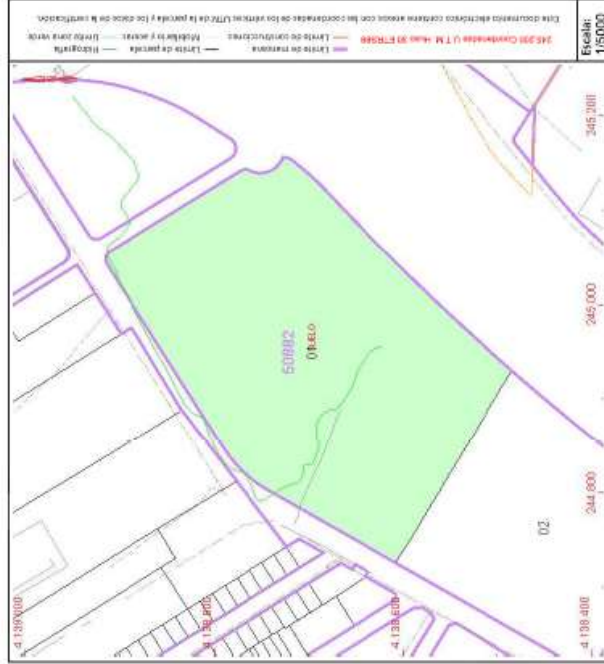 Este documento electrónico contiene anexos con las coordenadas de los vértices UTM de la parcela y los datos de la certificación.
245,200 Coordenadas U.T.M. Huso 30 ETRS89
Límite de manzana
Límite de construcciones
Límite de parcela
Mobiliario y aceras
Hidrografía
Límite zona verde
Escala:
1/5000
50882
01
SUELO
02
4.139.000
4.138.800
4.138.600
4.138.400
244,800
245,000
245,200